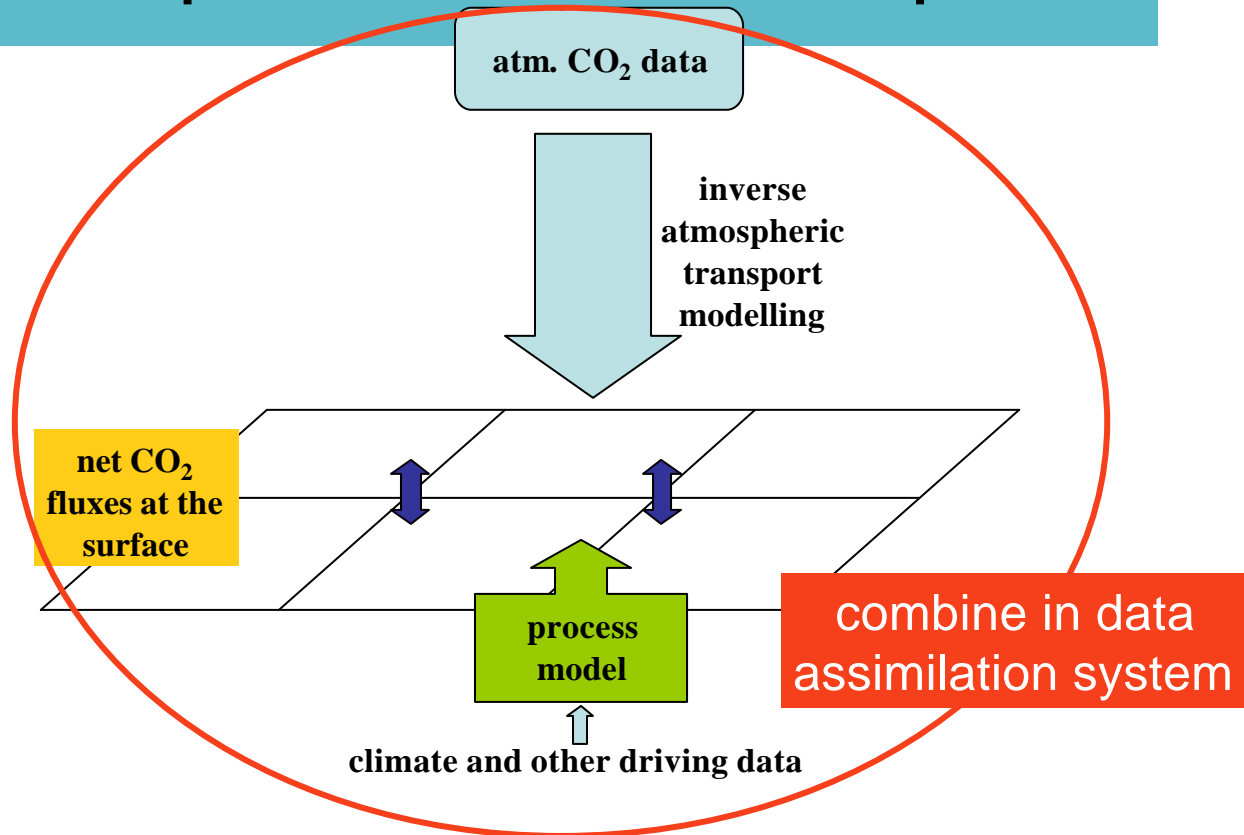 atm. CO₂ data
inverse
atmospheric
transport
modelling
net CO₂
fluxes at the
surface
process
model
combine in data
assimilation system
climate and other driving data